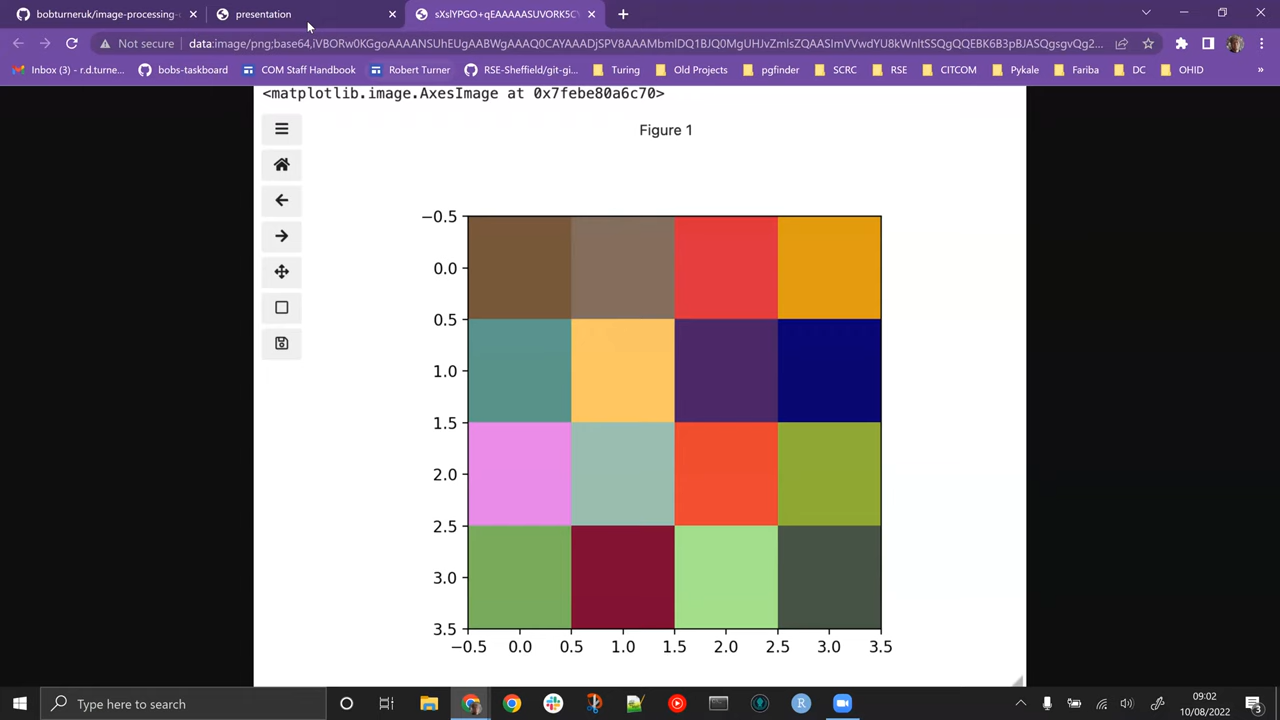 bobturneruk/image-processing-
presentation
sXslYPGO+qEAAAAASUVORK5CY
Not secure
data:image/png;base64,iVBORw0KGgoAAAANSUhEUgAABWgAAAQ0CAYAAADjSPV8AAAMbmlDQ1BJQ0MgUHJvZmlsZQAASImVVwdYU8kWnltSSQgQQEBK6B3pBJASQgsgvQg2...
Inbox (3) - r.d.turne...
bobs-taskboard
COM Staff Handbook
Robert Turner
RSE-Sheffield/git-gi...
Turing
Old Projects
pgfinder
SCRC
RSE
CITCOM
Pykale
Fariba
DC
OHID
»
<matplotlib.image.AxesImage at 0x7febe80a6c70>
Figure 1
−0.5
0.0
0.5
1.0
1.5
2.0
2.5
3.0
3.5
−0.5 0.0 0.5 1.0 1.5 2.0 2.5 3.0 3.5
Type here to search
R
09:02
10/08/2022
3